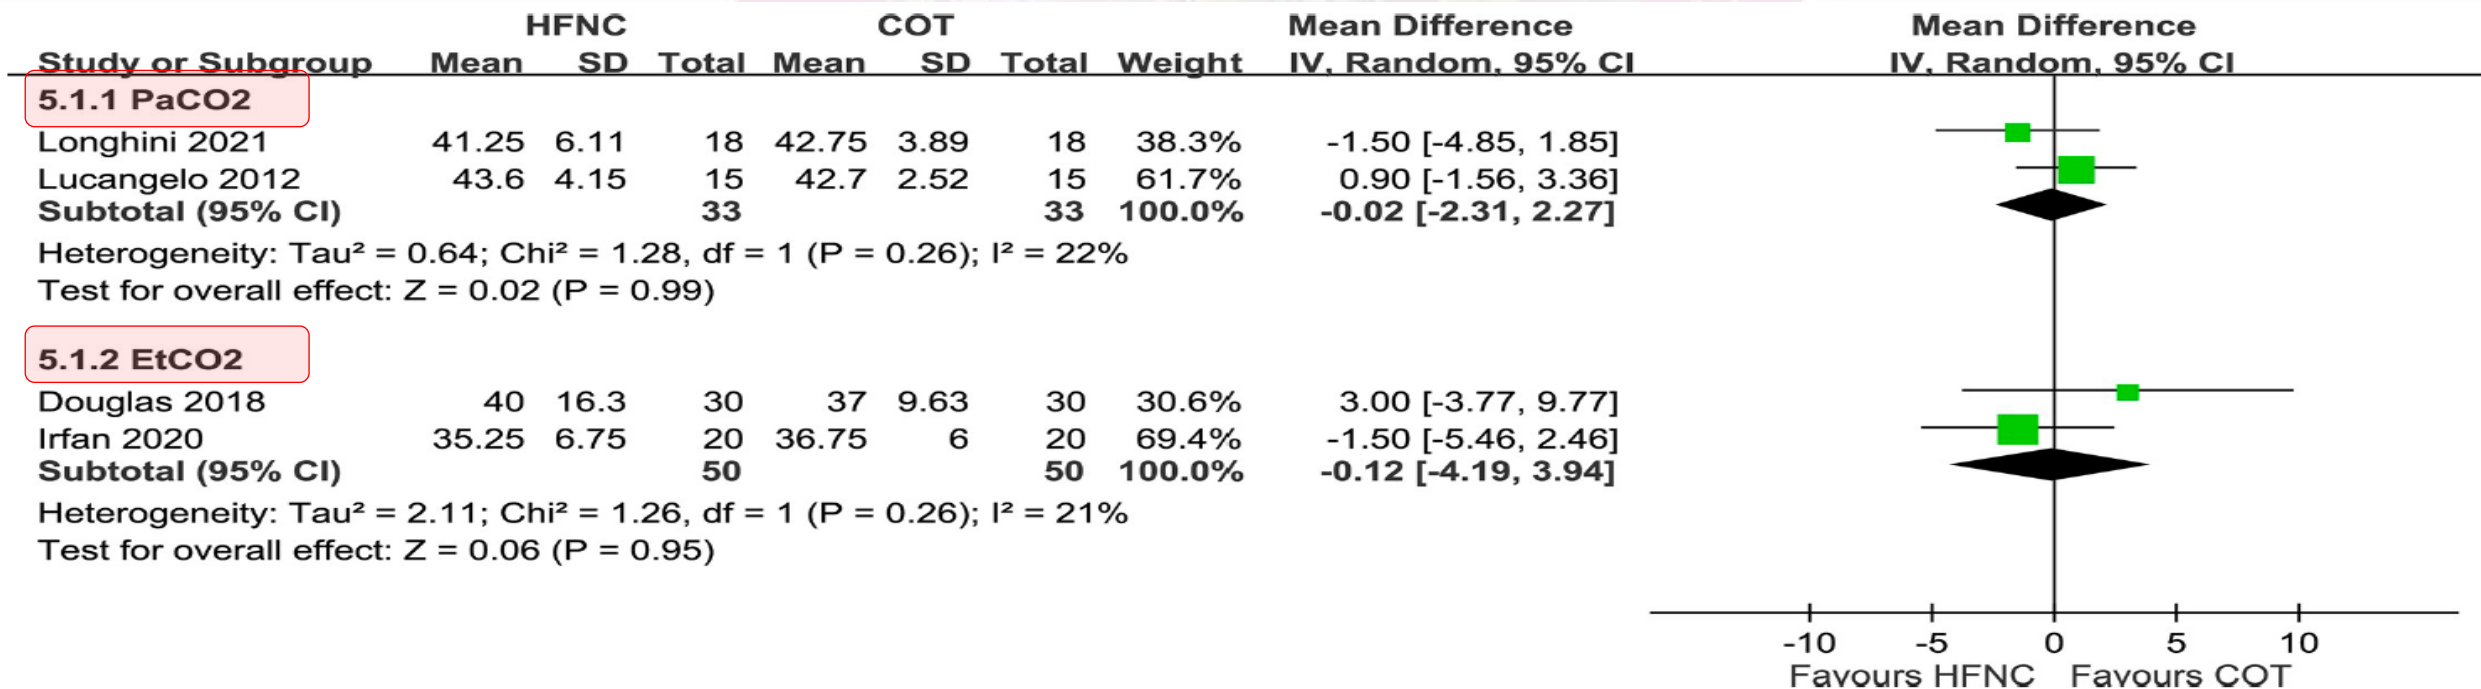 HFNC COT Mean Difference Mean Difference
Study or Subgroup Mean SD Total Mean SD Total Weight IV, Random, 95% CI IV, Random, 95% CI
5.1.1 PaCO2
Longhini 2021 41.25 6.11 18 42.75 3.89 18 38.3% -1.50 [-4.85, 1.85]
Lucangelo 2012 43.6 4.15 15 42.7 2.52 15 61.7% 0.90 [-1.56, 3.36]
Subtotal (95% CI) 33 33 100.0% -0.02 [-2.31, 2.27]
Heterogeneity: Tau² = 0.64; Chi² = 1.28, df = 1 (P = 0.26); I² = 22%
Test for overall effect: Z = 0.02 (P = 0.99)
5.1.2 EtCO2
Douglas 2018 40 16.3 30 37 9.63 30 30.6% 3.00 [-3.77, 9.77]
Irfan 2020 35.25 6.75 20 36.75 6 20 69.4% -1.50 [-5.46, 2.46]
Subtotal (95% CI) 50 50 100.0% -0.12 [-4.19, 3.94]
Heterogeneity: Tau² = 2.11; Chi² = 1.26, df = 1 (P = 0.26); I² = 21%
Test for overall effect: Z = 0.06 (P = 0.95)
-10 -5 0 5 10
Favours HFNC Favours COT